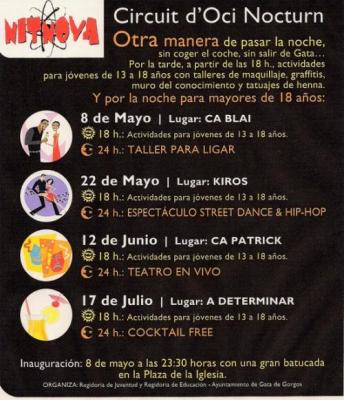 NITNOVA
Circuit d'Oci Nocturn
Otra manera de pasar la noche,
sin coger el coche, sin salir de Gata...
Por la tarde, a partir de las 18 h., actividades
para jóvenes de 13 a 18 años con talleres de maquillaje, graffitis,
muro del conocimiento y tatuajes de henna.
Y por la noche para mayores de 18 años:
8 de Mayo | Lugar: CA BLAI
18 h.: Actividades para jóvenes de 13 a 18 años.
24 h.: TALLER PARA LIGAR
22 de Mayo | Lugar: KIROS
18 h.: Actividades para jóvenes de 13 a 18 años.
24 h.: ESPECTÁCULO STREET DANCE & HIP-HOP
12 de Junio | Lugar: CA PATRICK
18 h.: Actividades para jóvenes de 13 a 18 años.
24 h.: TEATRO EN VIVO
17 de Julio | Lugar: A DETERMINAR
18 h.: Actividades para jóvenes de 13 a 18 años.
24 h.: COCKTAIL FREE
Inauguración: 8 de mayo a las 23:30 horas con una gran batucada
en la Plaza de la Iglesia.
ORGANIZA: Regidoria de Juventud y Regidoria de Educación - Ayuntamiento de Gata de Gorgos